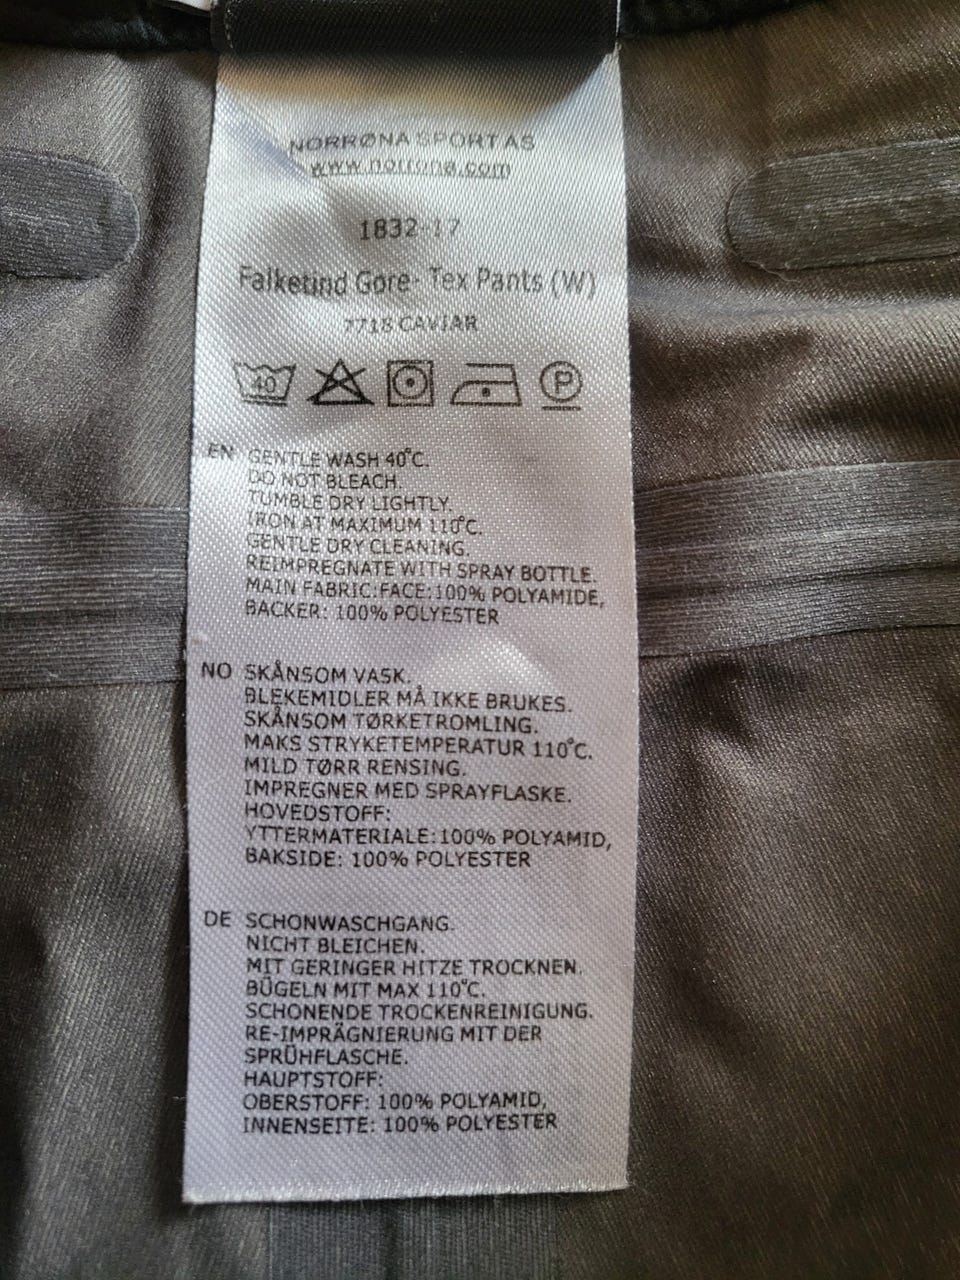 NORRØNA SPORT AS
www.norrona.com
1832-17
Falketind Gore-Tex Pants (W)
7718 CAVIAR
40 P
EN GENTLE WASH 40°C.
DO NOT BLEACH.
TUMBLE DRY LIGHTLY.
IRON AT MAXIMUM 110°C.
GENTLE DRY CLEANING.
REIMPREGNATE WITH SPRAY BOTTLE.
MAIN FABRIC:FACE:100% POLYAMIDE,
BACKER: 100% POLYESTER
NO SKÅNSOM VASK.
BLEKEMIDLER MÅ IKKE BRUKES.
SKÅNSOM TØRKETROMLING.
MAKS STRYKETEMPERATUR 110°C.
MILD TØRR RENSING.
IMPREGNER MED SPRAYFLASKE.
HOVEDSTOFF:
YTTERMATERIALE:100% POLYAMID,
BAKSIDE: 100% POLYESTER
DE SCHONWASCHGANG.
NICHT BLEICHEN.
MIT GERINGER HITZE TROCKNEN.
BÜGELN MIT MAX 110°C.
SCHONENDE TROCKENREINIGUNG.
RE-IMPRÄGNIERUNG MIT DER
SPRÜHFLASCHE.
HAUPTSTOFF:
OBERSTOFF: 100% POLYAMID,
INNENSEITE: 100% POLYESTER